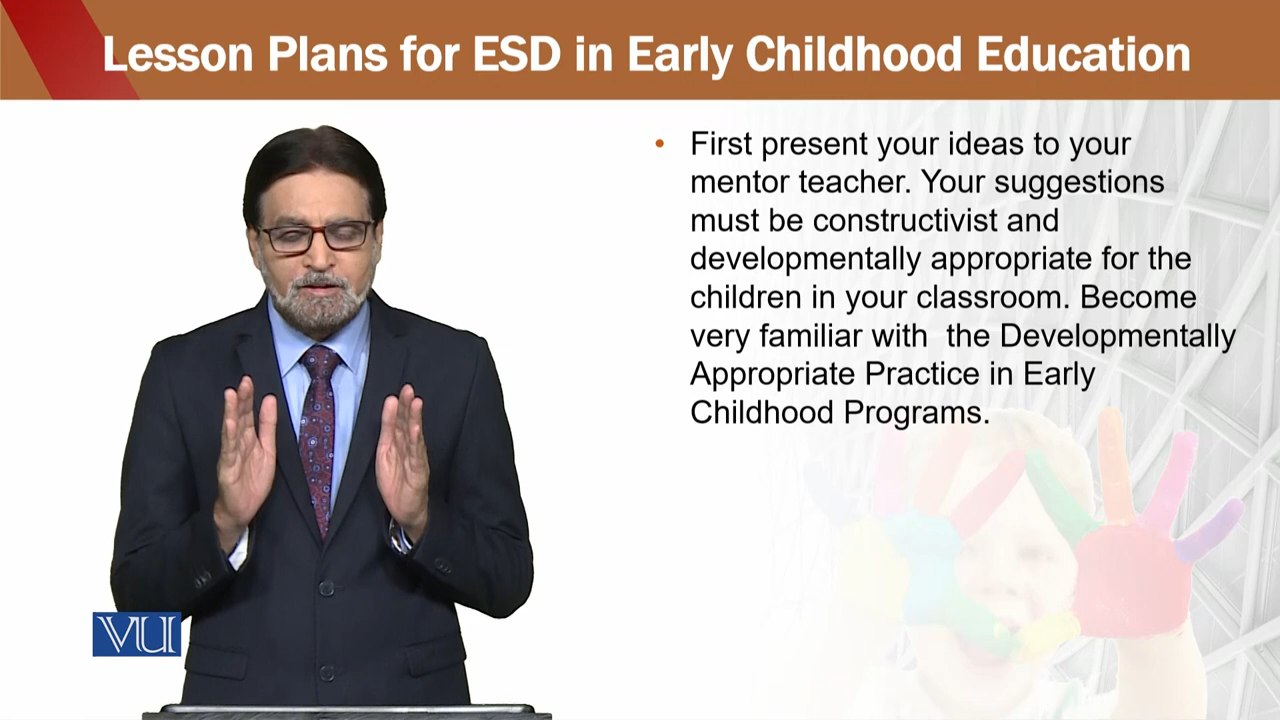 Lesson Plans for ESD in Early Childhood Education
• First present your ideas to your
mentor teacher. Your suggestions
must be constructivist and
developmentally appropriate for the
children in your classroom. Become
very familiar with  the Developmentally
Appropriate Practice in Early
Childhood Programs.
VU